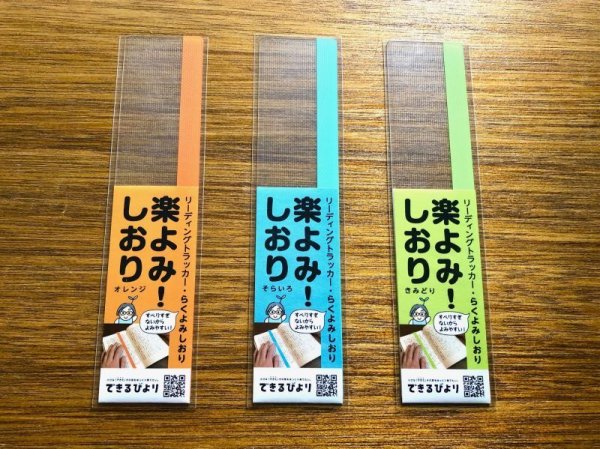 リーディングトラッカー・らくよみしおり
楽よみ!
しおり
オレンジ
すべりすぎ
ないから
よみやすい!
できるびより
リーディングトラッカー・らくよみしおり
楽よみ!
しおり
そらいろ
すべりすぎ
ないから
よみやすい!
できるびより
リーディングトラッカー・らくよみしおり
楽よみ!
しおり
きみどり
すべりすぎ
ないから
よみやすい!
できるびより